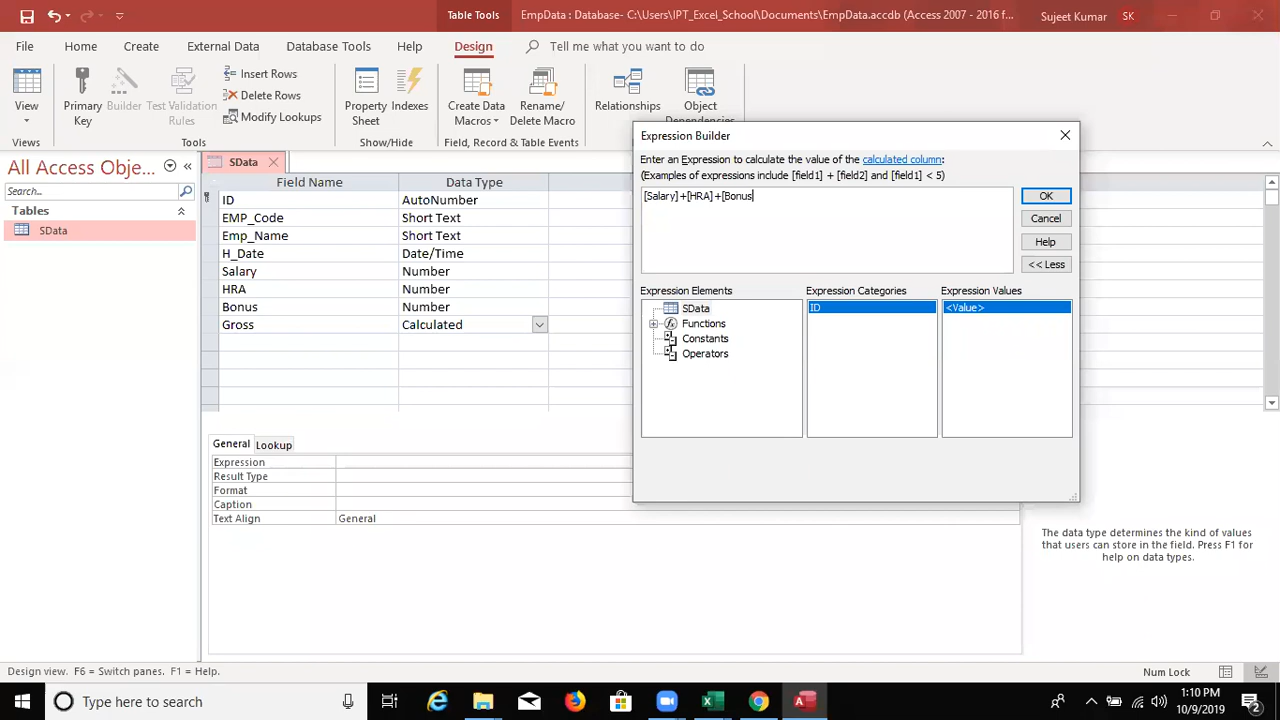 Table Tools
EmpData : Database- C:\Users\IPT_Excel_School\Documents\EmpData.accdb (Access 2007 - 2016 f...
Sujeet Kumar
SK
File
Home
Create
External Data
Database Tools
Help
Design
Tell me what you want to do
View
Primary Key
Builder
Test Validation Rules
Insert Rows
Delete Rows
Modify Lookups
Property Sheet
Indexes
Create Data Macros
Rename/ Delete Macro
Relationships
Object Dependencies
Views
Tools
Show/Hide
Field, Record & Table Events
All Access Obje...
Search...
Tables
SData
SData
Field Name
Data Type
ID
AutoNumber
EMP_Code
Short Text
Emp_Name
Short Text
H_Date
Date/Time
Salary
Number
HRA
Number
Bonus
Number
Gross
Calculated
Expression Builder
Enter an Expression to calculate the value of the calculated column:
(Examples of expressions include [field1] + [field2] and [field1] < 5)
[Salary]+[HRA]+[Bonus
OK
Cancel
Help
<< Less
Expression Elements
Expression Categories
Expression Values
SData
Functions
Constants
Operators
ID
<Value>
General
Lookup
Expression
Result Type
Format
Caption
Text Align
General
The data type determines the kind of values
that users can store in the field. Press F1 for
help on data types.
Design view.  F6 = Switch panes.  F1 = Help.
Num Lock
Type here to search
1:10 PM
10/9/2019
2